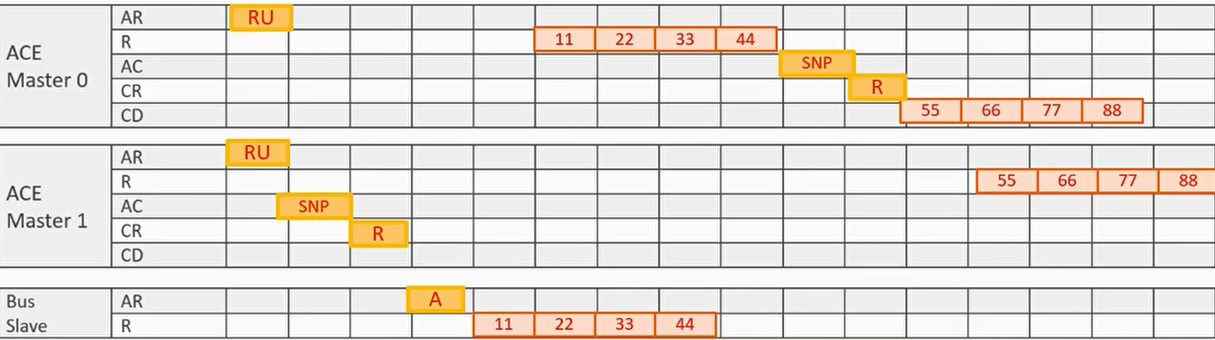 AR RU
ACE Master 0
R 11 22 33 44
AC SNP
CR R
CD 55 66 77 88
AR RU
ACE Master 1
R 55 66 77 88
AC SNP
CR R
CD
Bus Slave
AR A
R 11 22 33 44